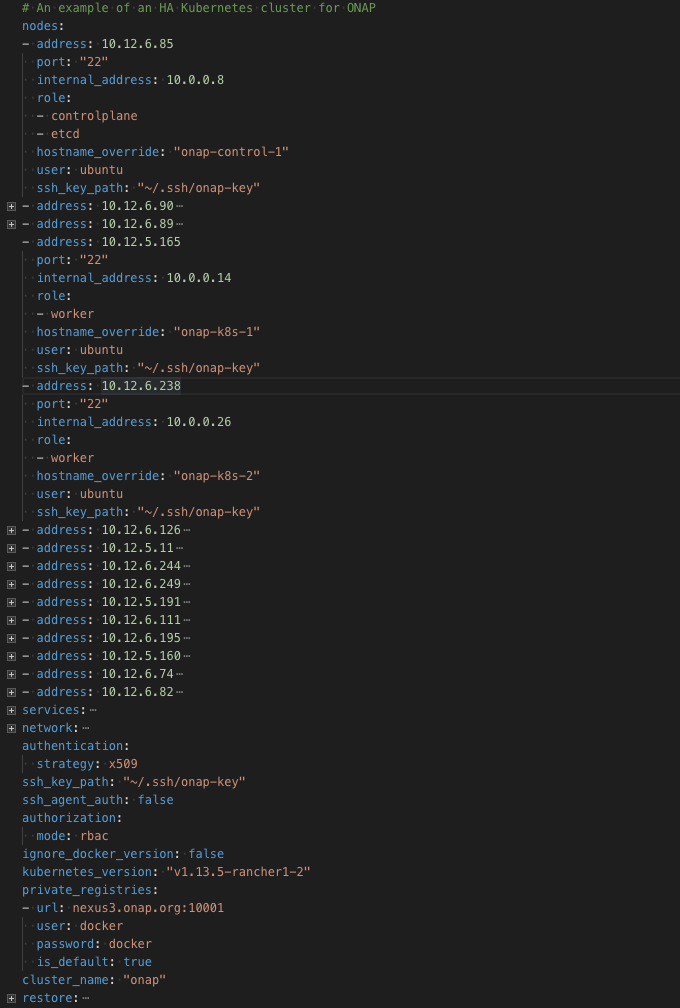 # An example of an HA Kubernetes cluster for ONAP
nodes:
- address: 10.12.6.85
  port: "22"
  internal_address: 10.0.0.8
  role:
  - controlplane
  - etcd
  hostname_override: "onap-control-1"
  user: ubuntu
  ssh_key_path: "~/.ssh/onap-key"
- address: 10.12.6.90…
- address: 10.12.6.89…
- address: 10.12.5.165
  port: "22"
  internal_address: 10.0.0.14
  role:
  - worker
  hostname_override: "onap-k8s-1"
  user: ubuntu
  ssh_key_path: "~/.ssh/onap-key"
- address: 10.12.6.238
  port: "22"
  internal_address: 10.0.0.26
  role:
  - worker
  hostname_override: "onap-k8s-2"
  user: ubuntu
  ssh_key_path: "~/.ssh/onap-key"
- address: 10.12.6.126…
- address: 10.12.5.11…
- address: 10.12.6.244…
- address: 10.12.6.249…
- address: 10.12.5.191…
- address: 10.12.6.111…
- address: 10.12.6.195…
- address: 10.12.5.160…
- address: 10.12.6.74…
- address: 10.12.6.82…
services:…
network:…
authentication:
  strategy: x509
ssh_key_path: "~/.ssh/onap-key"
ssh_agent_auth: false
authorization:
  mode: rbac
ignore_docker_version: false
kubernetes_version: "v1.13.5-rancher1-2"
private_registries:
- url: nexus3.onap.org:10001
  user: docker
  password: docker
  is_default: true
cluster_name: "onap"
restore:…